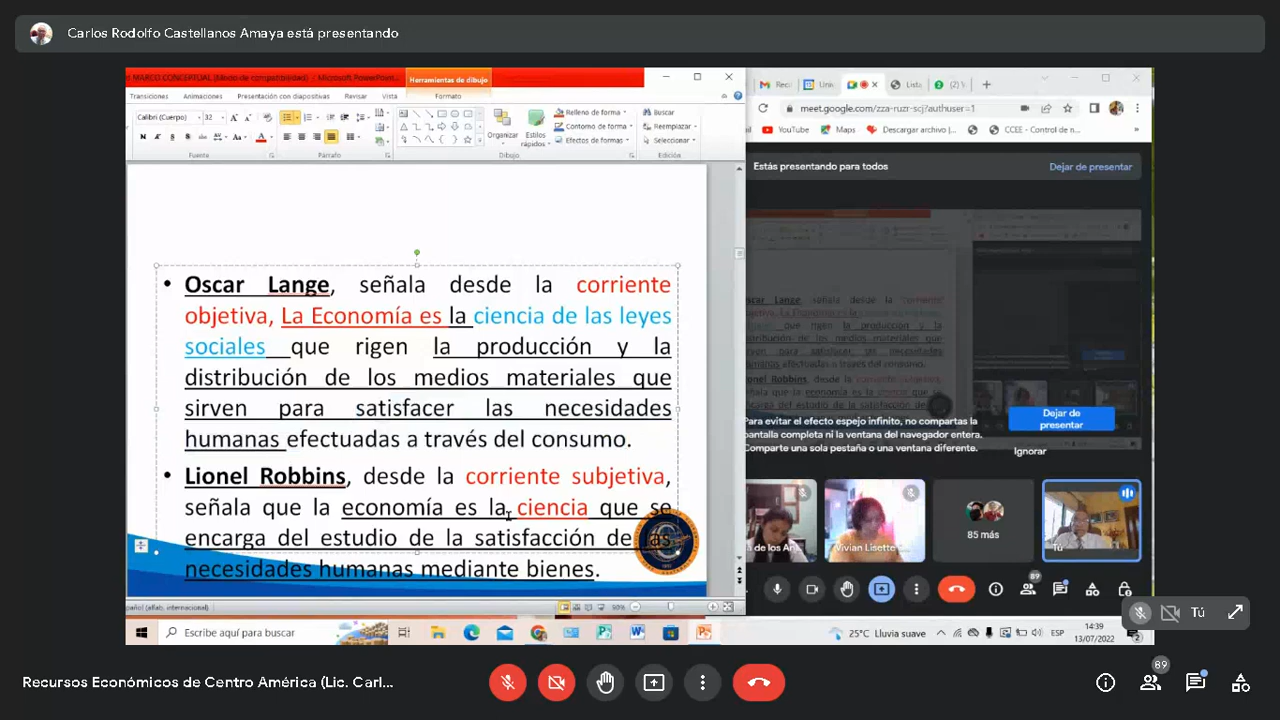 Carlos Rodolfo Castellanos Amaya está presentando
MARCO CONCEPTUAL (Modo de compatibilidad) / Microsoft PowerPoint
Herramientas de dibujo
Transiciones Animaciones Presentación con diapositivas Revisar Vista Formato
Calibri (Cuerpo) 32
Organizar
Estilos rápidos
Relleno de forma
Contorno de forma
Efectos de formas
Buscar
Reemplazar
Seleccionar
Fuente Párrafo Dibujo Edición
• Oscar Lange, señala desde la corriente
objetiva, La Economía es la ciencia de las leyes
sociales que rigen la producción y la
distribución de los medios materiales que
sirven para satisfacer las necesidades
humanas efectuadas a través del consumo.
• Lionel Robbins, desde la corriente subjetiva,
señala que la economía es la ciencia que se
encarga del estudio de la satisfacción de las
necesidades humanas mediante bienes.
90%
meet.google.com/zza-ruzr-scj?authuser=1
YouTube Maps Descargar archivo | CCEE - Control de n...
Estás presentando para todos
Dejar de presentar
Para evitar el efecto espejo infinito, no compartas la
pantalla completa ni la ventana del navegador entera.
Comparte una sola pestaña o una ventana diferente.
Dejar de
presentar
Ignorar
a de los An...
Vivian Lisette
85 más
Tú
89
Escribe aquí para buscar
25°C Lluvia suave
ESP
14:39
13/07/2022
Tú
Recursos Económicos de Centro América (Lic. Carl...
89